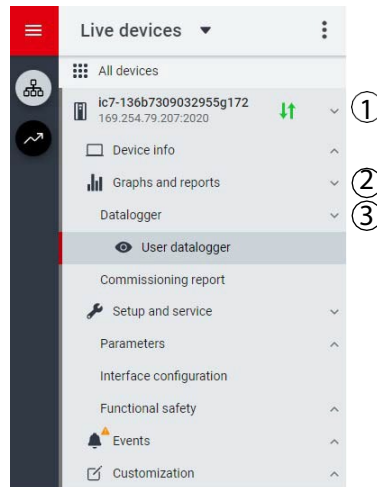 Live devices
All devices
ic7-136b7309032955g172
169.254.79.207:2020
1
Device info
Graphs and reports
2
Datalogger
3
User datalogger
Commissioning report
Setup and service
Parameters
Interface configuration
Functional safety
Events
Customization